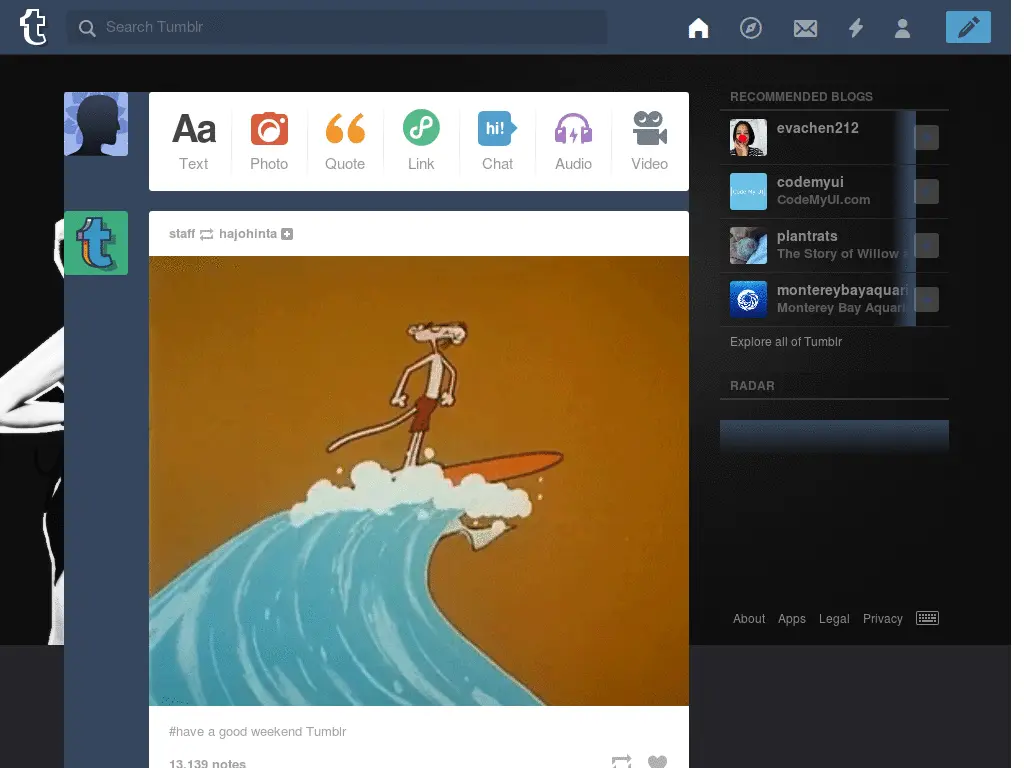 Search Tumblr
Aa
hi!
Text Photo Quote Link Chat Audio Video
staff hajohinta
#have a good weekend Tumblr
13,139 notes
RECOMMENDED BLOGS
evachen212
codemyui
CodeMyUI.com
plantrats
The Story of Willow
montereybayaquari
Monterey Bay Aquari
Explore all of Tumblr
RADAR
About Apps Legal Privacy